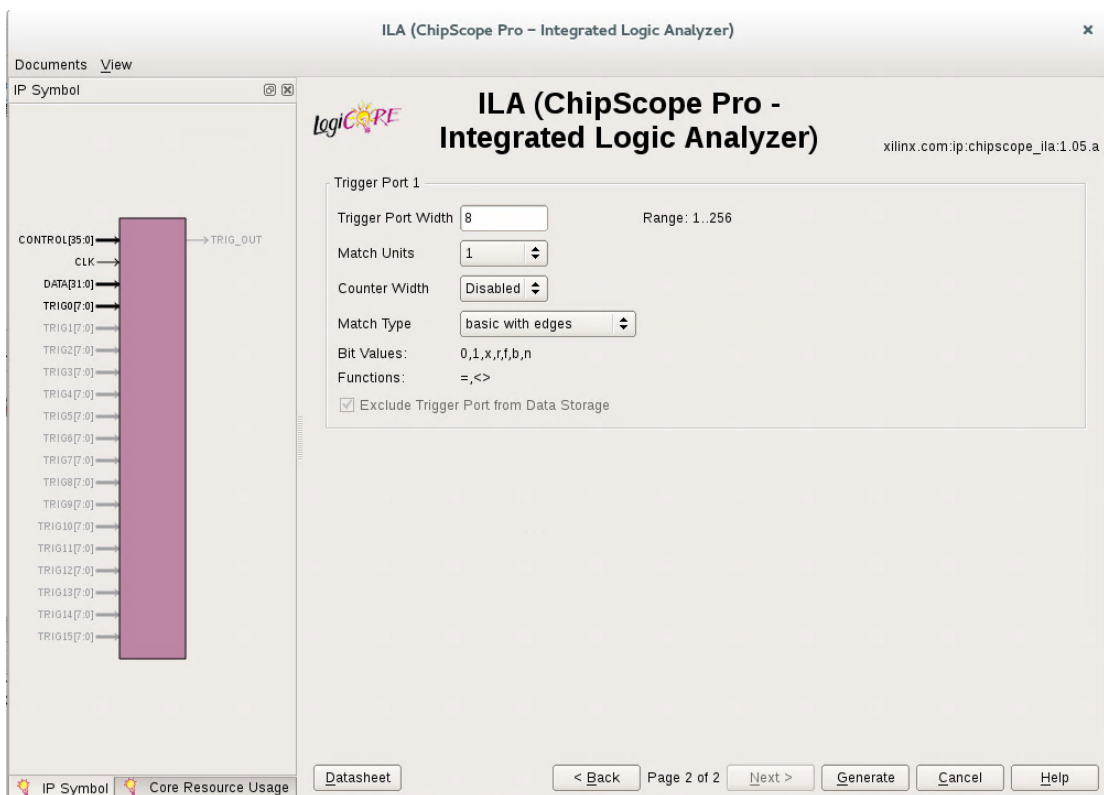 ILA (ChipScope Pro – Integrated Logic Analyzer)
Documents View
IP Symbol
CONTROL[35:0]
TRIG_OUT
CLK
DATA[31:0]
TRIG0[7:0]
TRIG1[7:0]
TRIG2[7:0]
TRIG3[7:0]
TRIG4[7:0]
TRIG5[7:0]
TRIG6[7:0]
TRIG7[7:0]
TRIG8[7:0]
TRIG9[7:0]
TRIG10[7:0]
TRIG11[7:0]
TRIG12[7:0]
TRIG13[7:0]
TRIG14[7:0]
TRIG15[7:0]
IP Symbol Core Resource Usage
LogiCORE
ILA (ChipScope Pro -
Integrated Logic Analyzer)
xilinx.com:ip:chipscope_ila:1.05.a
Trigger Port 1
Trigger Port Width 8 Range: 1..256
Match Units 1
Counter Width Disabled
Match Type basic with edges
Bit Values: 0,1,x,r,f,b,n
Functions: =,<>
Exclude Trigger Port from Data Storage
Datasheet < Back Page 2 of 2 Next > Generate Cancel Help